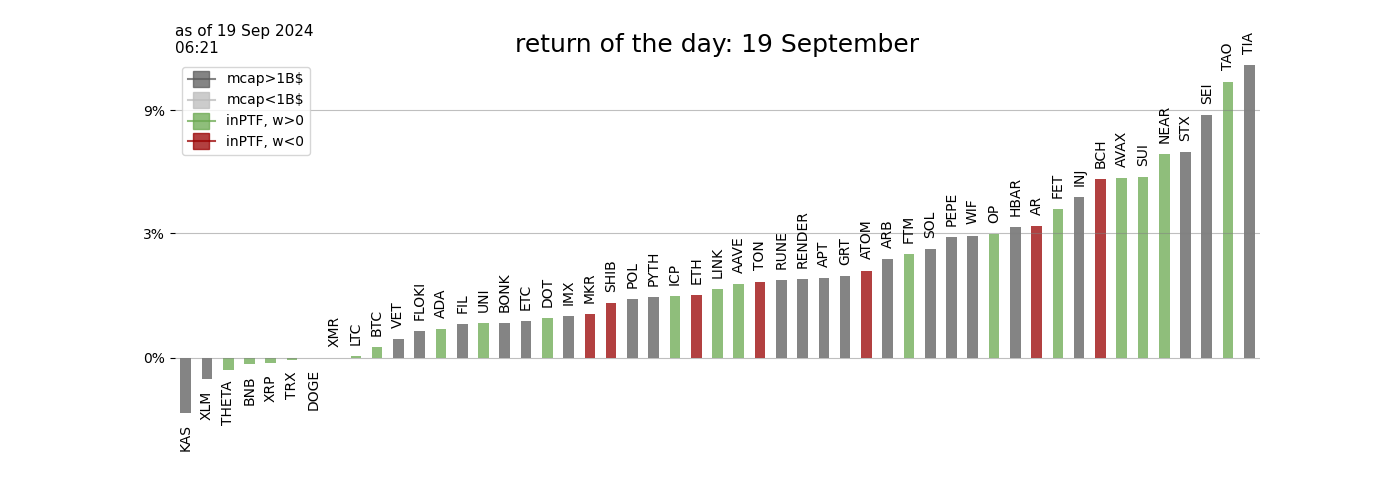 as of 19 Sep 2024
06:21
return of the day: 19 September
mcap>1B$
mcap<1B$
inPTF, w>0
inPTF, w<0
9%
3%
0%
KAS
XLM
THETA
BNB
XRP
TRX
DOGE
XMR
LTC
BTC
VET
FLOKI
ADA
FIL
UNI
BONK
ETC
DOT
IMX
MKR
SHIB
POL
PYTH
ICP
ETH
LINK
AAVE
TON
RUNE
RENDER
APT
GRT
ATOM
ARB
FTM
SOL
PEPE
WIF
OP
HBAR
AR
FET
INJ
BCH
AVAX
SUI
NEAR
STX
SEI
TAO
TIA